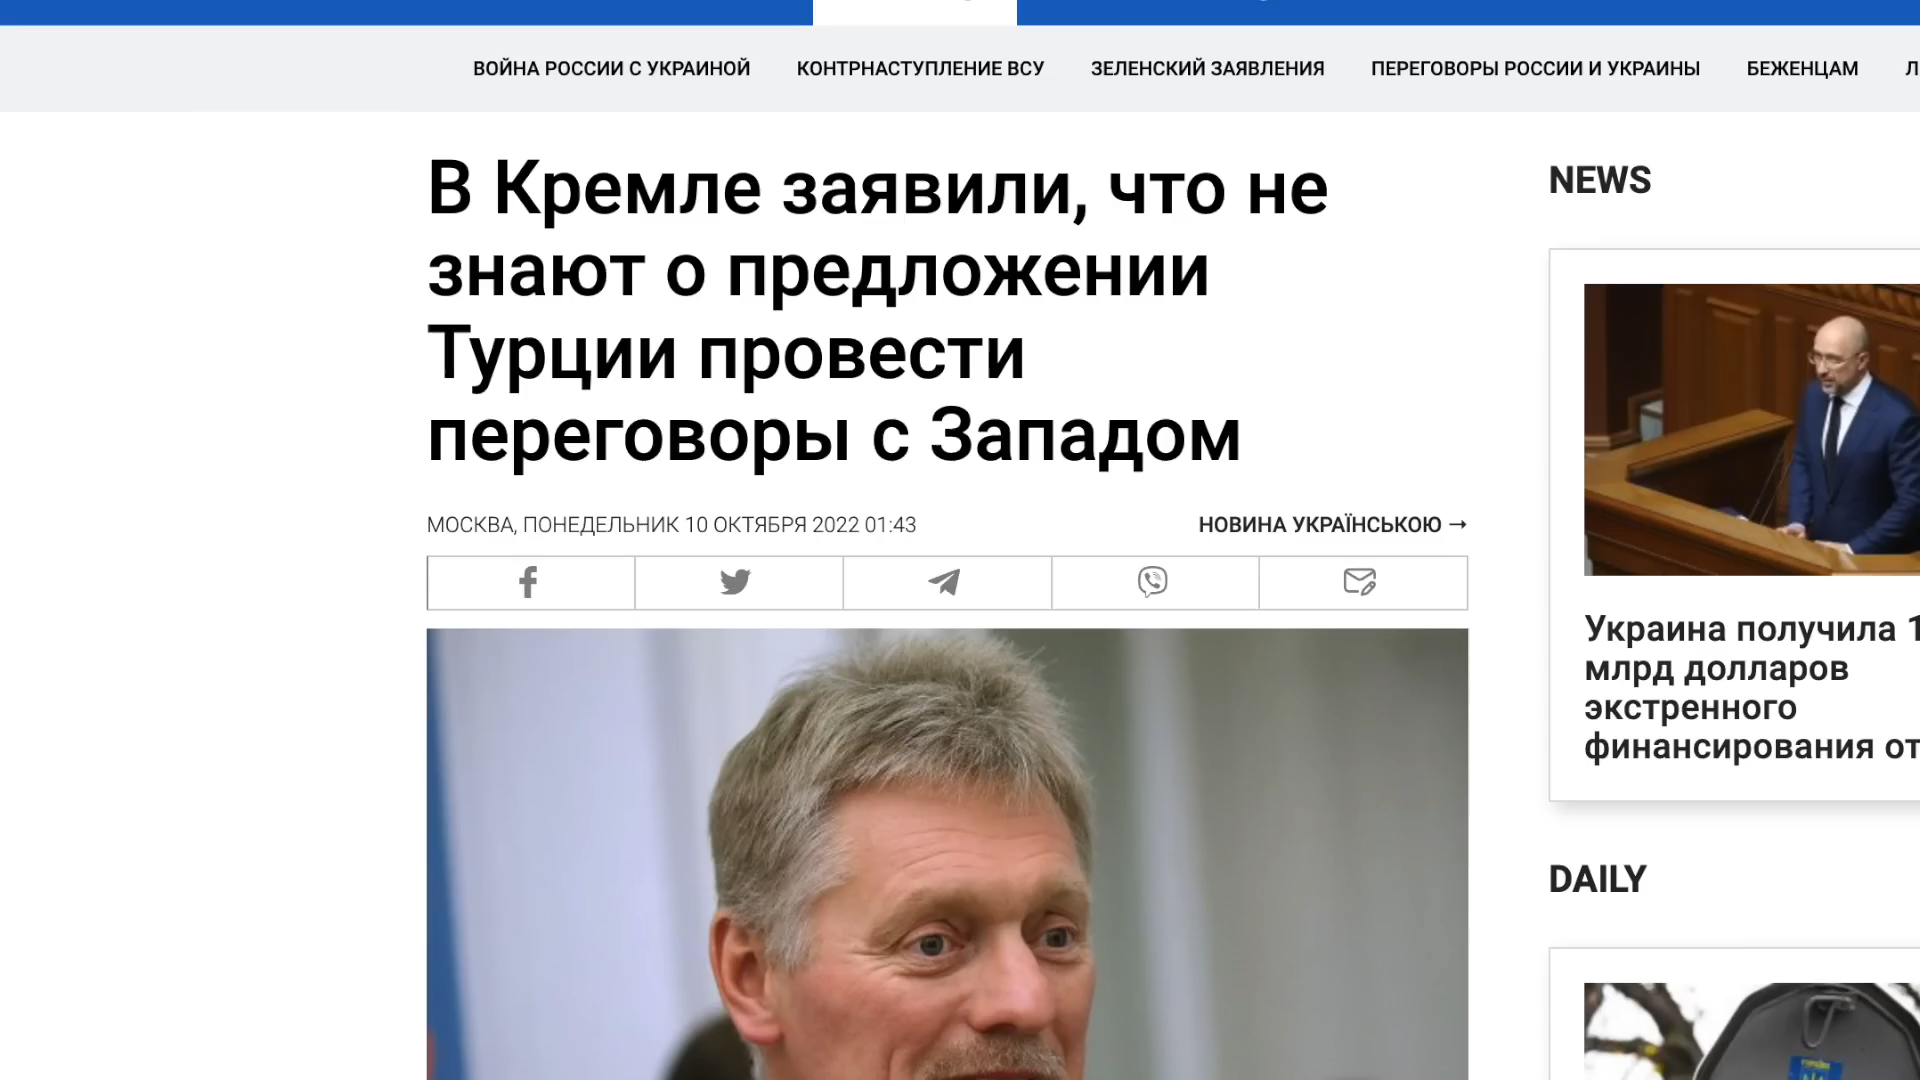 ВОЙНА РОССИИ С УКРАИНОЙ КОНТРНАСТУПЛЕНИЕ ВСУ ЗЕЛЕНСКИЙ ЗАЯВЛЕНИЯ ПЕРЕГОВОРЫ РОССИИ И УКРАИНЫ БЕЖЕНЦАМ
В Кремле заявили, что не
знают о предложении
Турции провести
переговоры с Западом
МОСКВА, ПОНЕДЕЛЬНИК 10 ОКТЯБРЯ 2022 01:43
НОВИНА УКРАЇНСЬКОЮ →
NEWS
Украина получила 1
млрд долларов
экстренного
финансирования от
DAILY